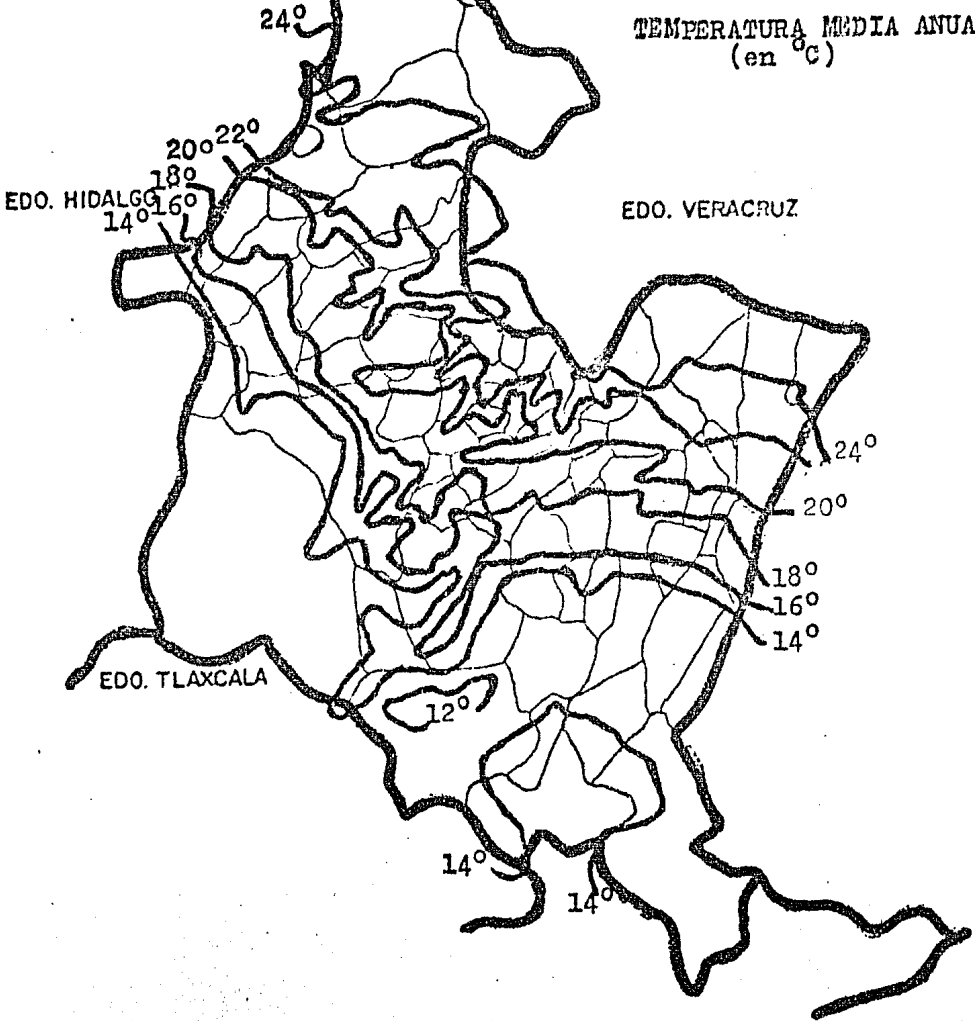 24°
TEMPERATURA MEDIA ANUA
(en °C)
20° 22°
EDO. HIDALGO 18°
14° 16°
EDO. VERACRUZ
24°
20°
18°
16°
14°
EDO. TLAXCALA
12°
14°
14°